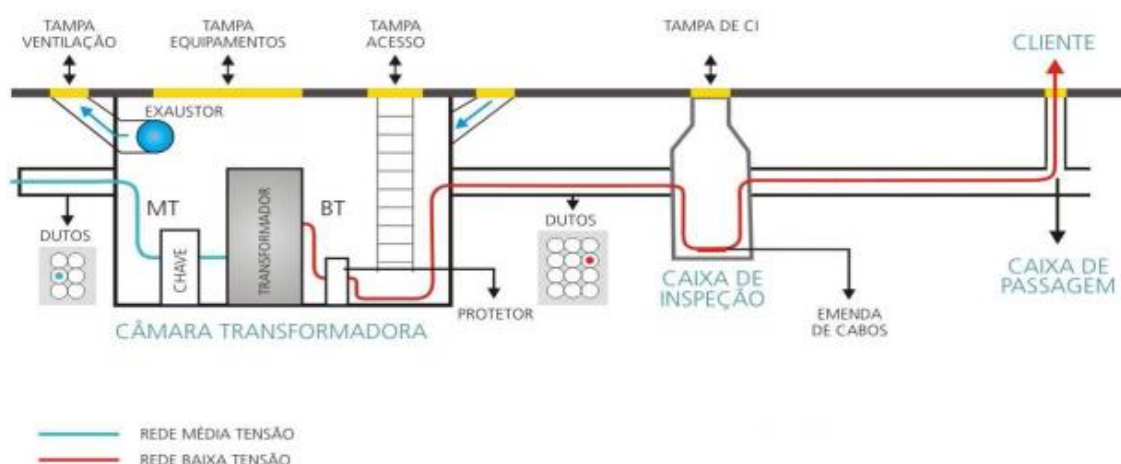 TAMPA
VENTILAÇÃO
TAMPA
EQUIPAMENTOS
TAMPA
ACESSO
TAMPA DE CI
CLIENTE
EXAUSTOR
MT
BT
DUTOS
CHAVE
TRANSFORMADOR
DUTOS
PROTETOR
CÂMARA TRANSFORMADORA
CAIXA DE
INSPEÇÃO
EMENDA
DE CABOS
CAIXA DE
PASSAGEM
REDE MÉDIA TENSÃO
REDE BAIXA TENSÃO